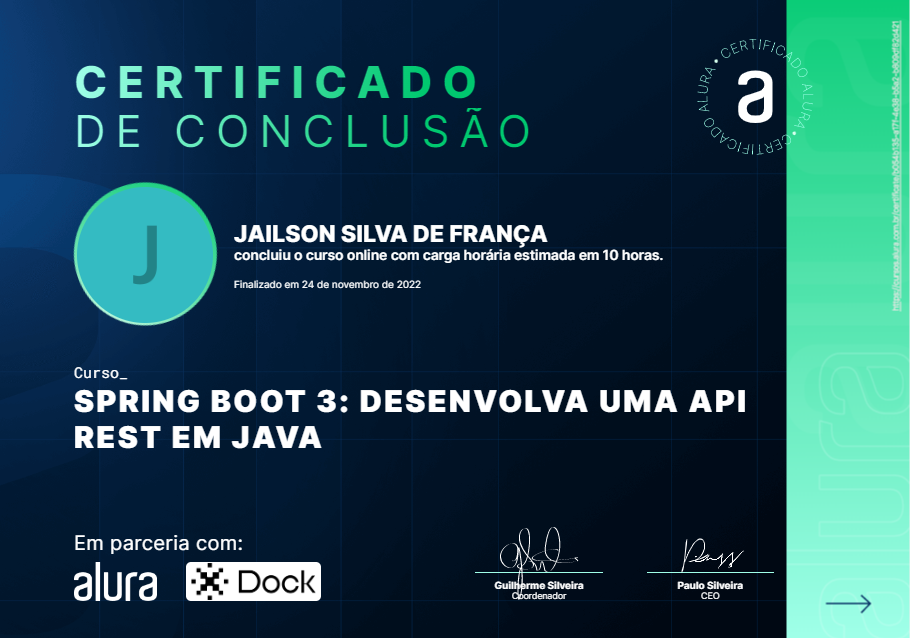 CERTIFICADO
DE CONCLUSÃO
CERTIFICADO ALURA • CERTIFICADO ALURA •
a
J
JAILSON SILVA DE FRANÇA
concluiu o curso online com carga horária estimada em 10 horas.
Finalizado em 24 de novembro de 2022
Curso_
SPRING BOOT 3: DESENVOLVA UMA API
REST EM JAVA
Em parceria com:
alura
Dock
Guilherme Silveira
Coordenador
Paulo Silveira
CEO
alura